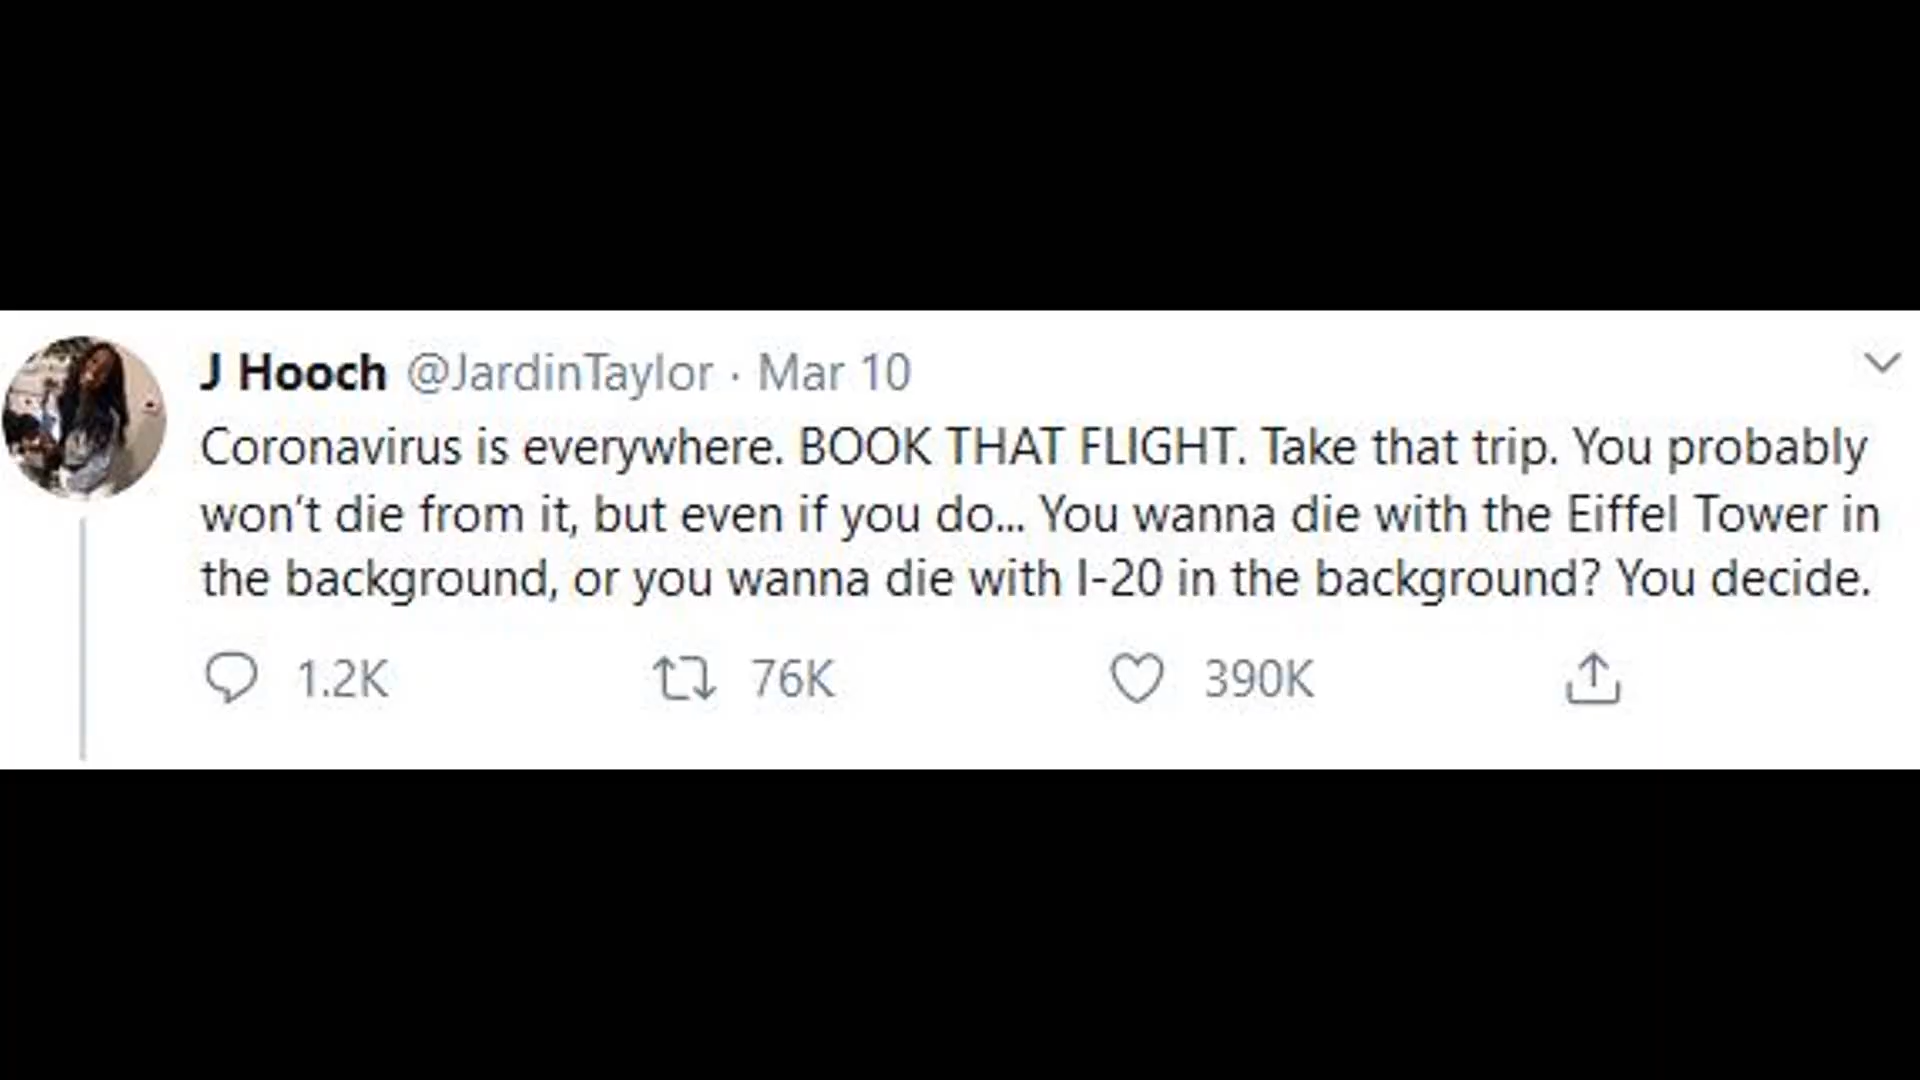 J Hooch @JardinTaylor · Mar 10
Coronavirus is everywhere. BOOK THAT FLIGHT. Take that trip. You probably
won’t die from it, but even if you do... You wanna die with the Eiffel Tower in
the background, or you wanna die with I-20 in the background? You decide.
1.2K 76K 390K